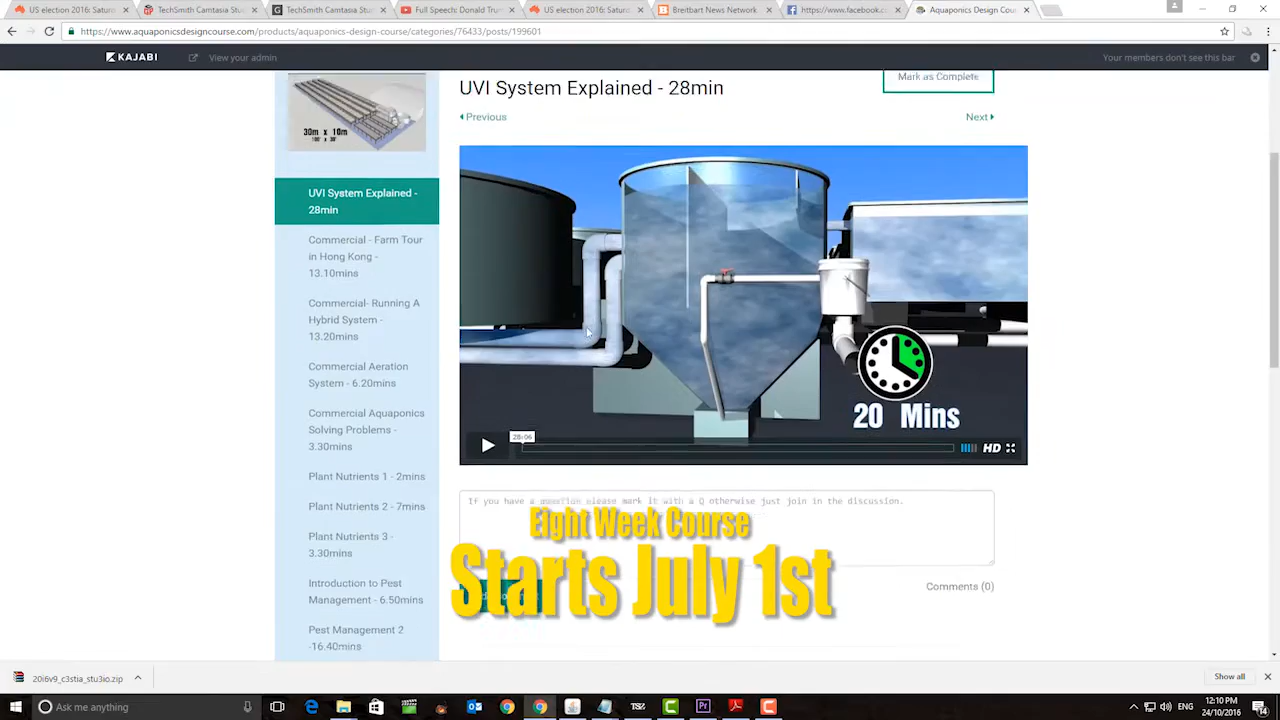 US election 2016: Saturd
TechSmith Camtasia Stud
TechSmith Camtasia Stud
Full Speech: Donald Trum
US election 2016: Saturd
Breitbart News Network
https://www.facebook.co
Aquaponics Design Cour
https://www.aquaponicsdesigncourse.com/products/aquaponics-design-course/categories/76433/posts/199601
KAJABI
View your admin
Your members don't see this bar
30m x 10m
UVI System Explained - 28min
Mark as Complete
Previous
Next
UVI System Explained -
28min
Commercial - Farm Tour
in Hong Kong -
13.10mins
Commercial- Running A
Hybrid System -
13.20mins
Commercial Aeration
System - 6.20mins
Commercial Aquaponics
Solving Problems -
3.30mins
Plant Nutrients 1 - 2mins
Plant Nutrients 2 - 7mins
Plant Nutrients 3 -
3.30mins
Introduction to Pest
Management - 6.50mins
Pest Management 2
-16.40mins
20 Mins
28:06
HD
If you have a question please mark it with a Q otherwise just join in the discussion.
Eight Week Course
Starts July 1st
Comments (0)
20i6v9_c3stia_stu3io.zip
Show all
Ask me anything
ENG
12:10 PM
24/10/2016